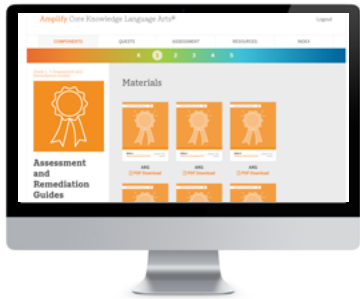 Amplify Core Knowledge Language Arts®
Logout
COMPONENTS QUESTS ASSESSMENT RESOURCES INDEX
K 1 2 3 4 5
Materials
Assessment
and
Remediation
Guides
ARG ARG ARG
PDF Download PDF Download PDF Download